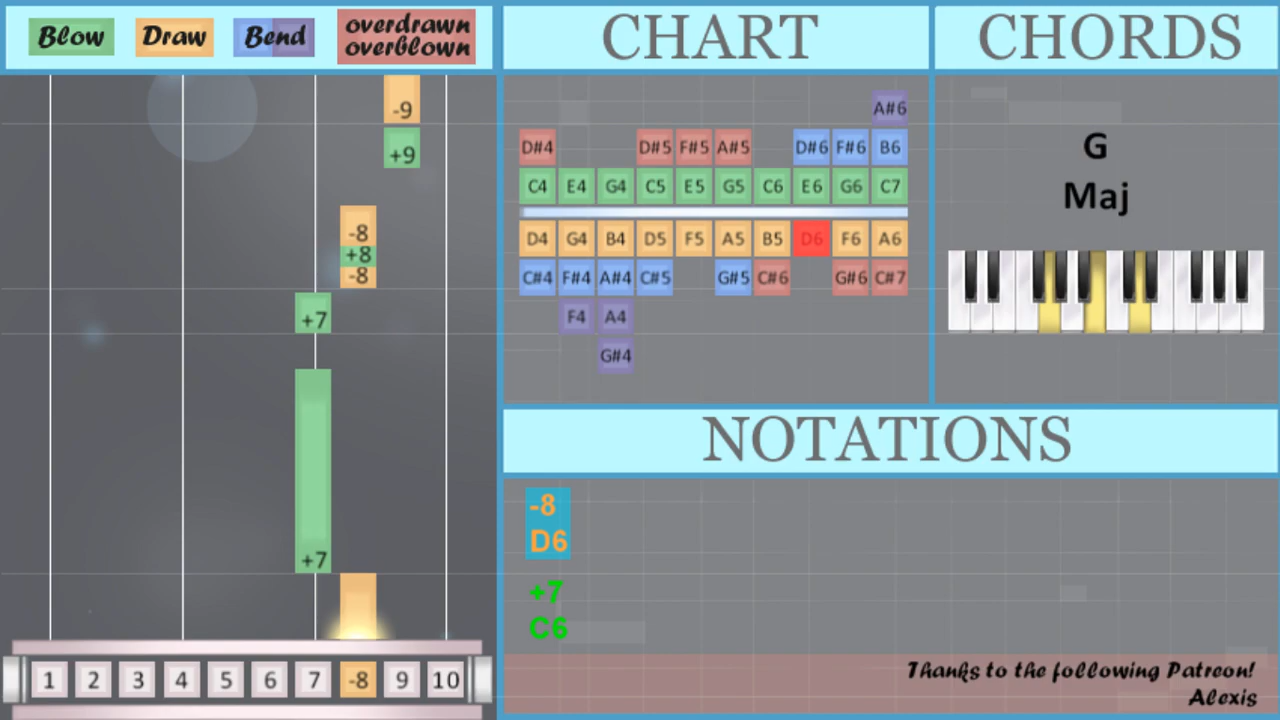 Blow Draw Bend overdrawn
overblown
CHART
CHORDS
-9
+9
-8
+8
-8
+7
+7
1 2 3 4 5 6 7 -8 9 10
A#6
D#4 D#5 F#5 A#5 D#6 F#6 B6
C4 E4 G4 C5 E5 G5 C6 E6 G6 C7
D4 G4 B4 D5 F5 A5 B5 D6 F6 A6
C#4 F#4 A#4 C#5 G#5 C#6 G#6 C#7
F4 A4
G#4
G
Maj
NOTATIONS
-8
D6
+7
C6
Thanks to the following Patreon!
Alexis